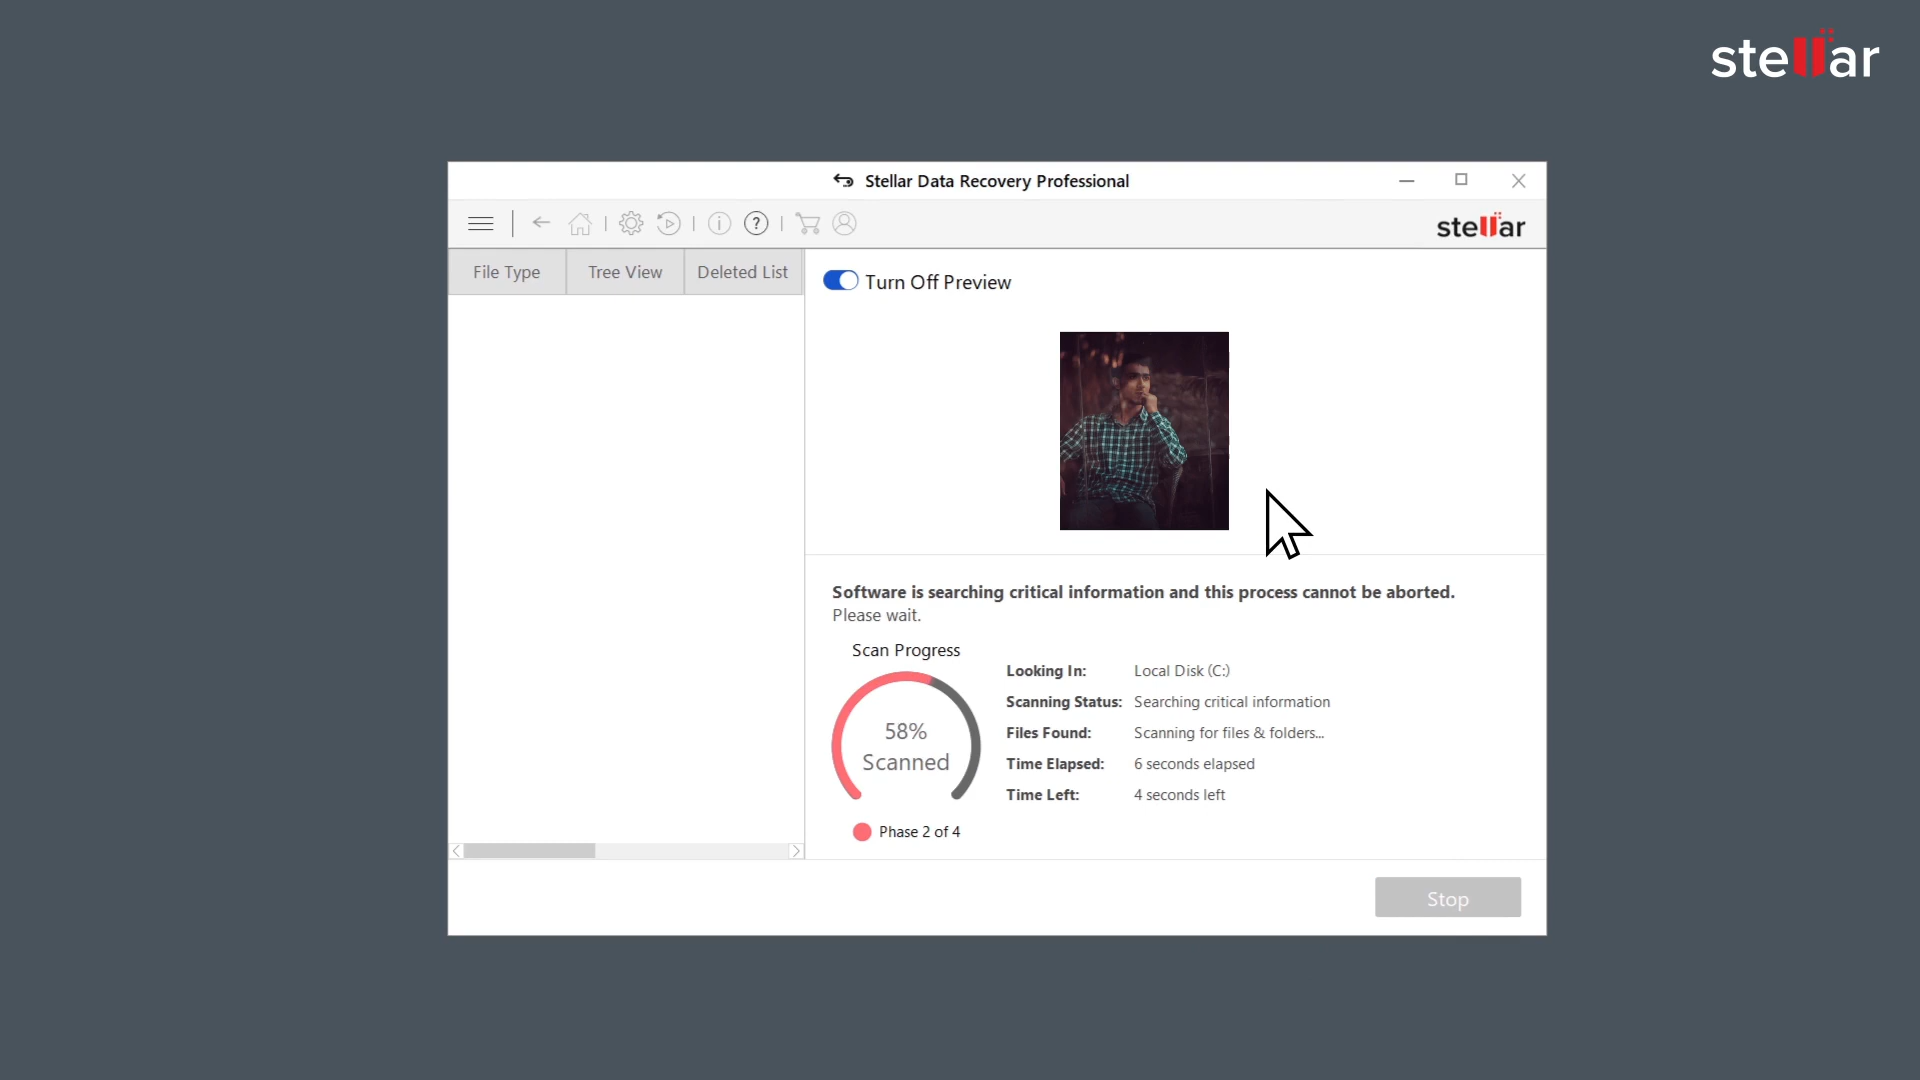 stellar
Stellar Data Recovery Professional
stellar
File Type
Tree View
Deleted List
Turn Off Preview
Software is searching critical information and this process cannot be aborted.
Please wait.
Scan Progress
58%
Scanned
Phase 2 of 4
Looking In: Local Disk (C:)
Scanning Status: Searching critical information
Files Found: Scanning for files & folders...
Time Elapsed: 6 seconds elapsed
Time Left: 4 seconds left
Stop